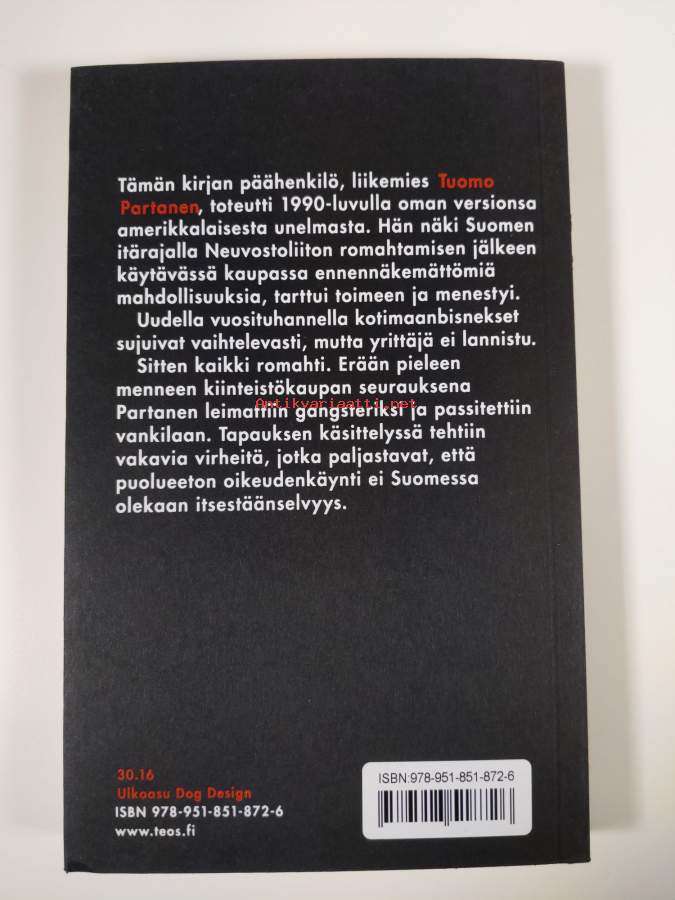 Tämän kirjan päähenkilö, liikemies Tuomo
Partanen, toteutti 1990-luvulla oman versionsa
amerikkalaisesta unelmasta. Hän näki Suomen
itärajalla Neuvostoliiton romahtamisen jälkeen
käytävässä kaupassa ennennäkemättömiä
mahdollisuuksia, tarttui toimeen ja menestyi.
Uudella vuosituhannella kotimaanbisnekset
sujuivat vaihtelevasti, mutta yrittäjä ei lannistu.
Sitten kaikki romahti. Erään pieleen
menneen kiinteistökaupan seurauksena
Antikvariaatti.net
Partanen leimattiin gangsteriksi ja passitettiin
vankilaan. Tapauksen käsittelyssä tehtiin
vakavia virheitä, jotka paljastavat, että
puolueeton oikeudenkäynti ei Suomessa
olekaan itsestäänselvyys.
30.16
Ulkoasu Dog Design
ISBN 978-951-851-872-6
www.teos.fi
ISBN:978-951-851-872-6